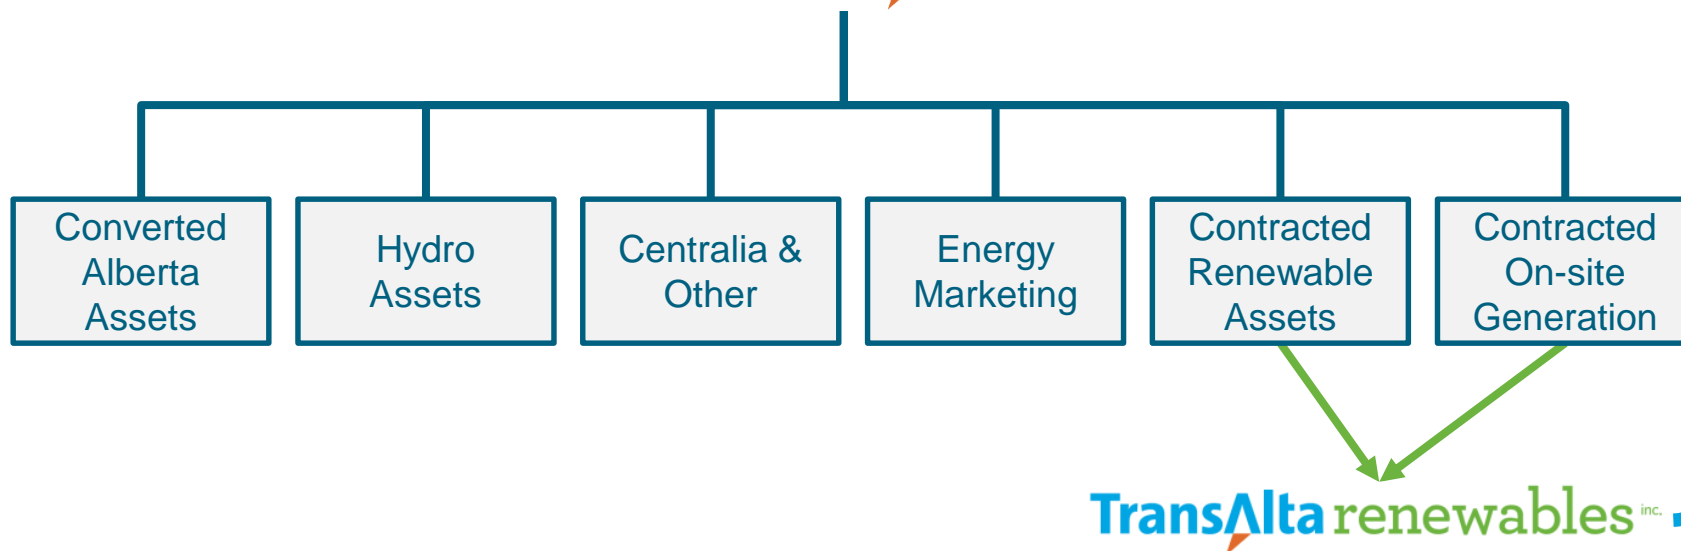 Converted
Alberta
Assets
Hydro
Assets
Centralia &
Other
Energy
Marketing
Contracted
Renewable
Assets
Contracted
On-site
Generation
TransAlta renewables inc.